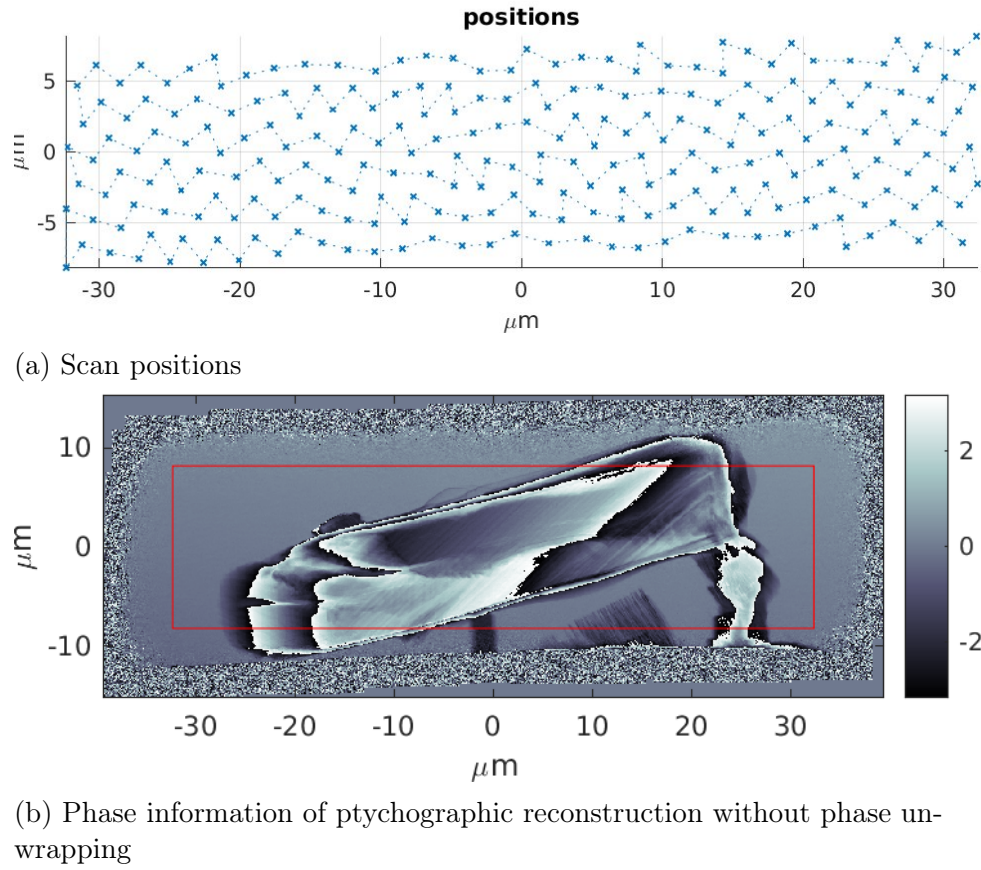 positions
5
0
-5
μm
-30 -20 -10 0 10 20 30
μm
(a) Scan positions
10
0
-10
μm
2
0
-2
-30 -20 -10 0 10 20 30
μm
(b) Phase information of ptychographic reconstruction without phase un-
wrapping